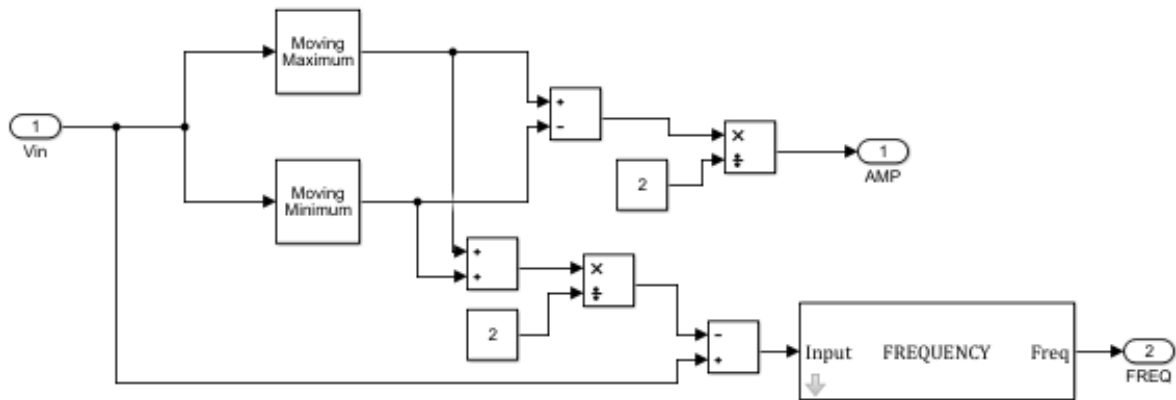 Moving
Maximum
1
Vin
+
−
×
÷
2
1
AMP
Moving
Minimum
+
+
×
÷
2
−
+
Input FREQUENCY Freq
2
FREQ